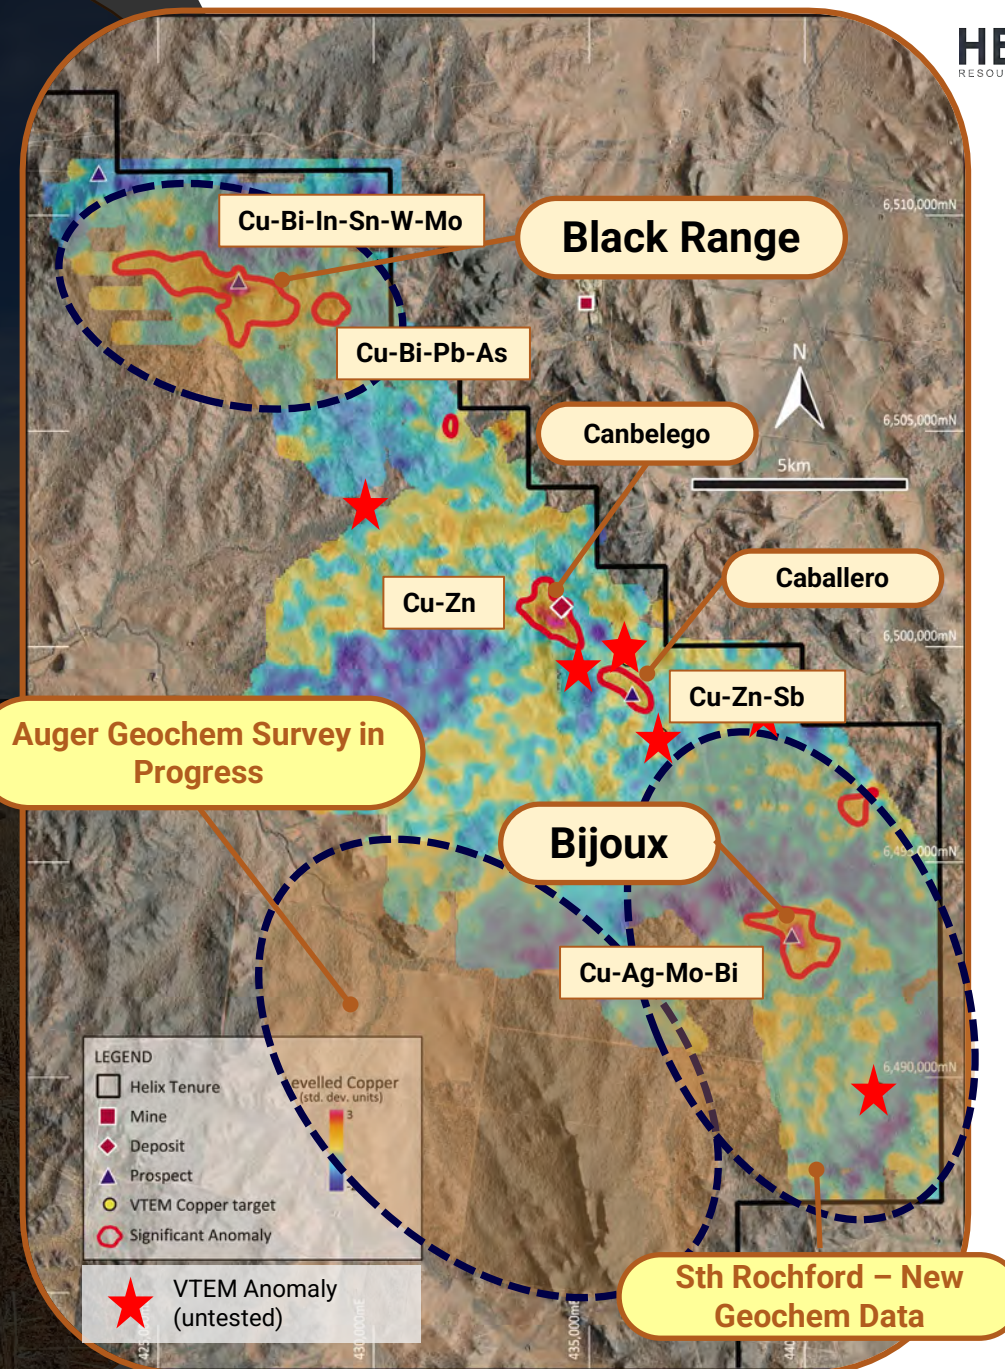 RESOU
Cu-Bi-In-Sn-W-Mo
Black Range
6,510,000mN
Cu-Bi-Pb-As
N
Canbelego
6,505,000mN
5km
Caballero
Cu-Zn
6,500,000mN
Cu-Zn-Sb
Auger Geochem Survey in
Progress
Bijoux
6,495,000mN
Cu-Ag-Mo-Bi
LEGEND
Helix Tenure
evelled Copper
(std. dev. units)
Mine
3
Deposit
Prospect
VTEM Copper target
Significant Anomaly
6,490,000mN
VTEM Anomaly
(untested)
Sth Rochford – New
Geochem Data
430,000mE
435,000mE